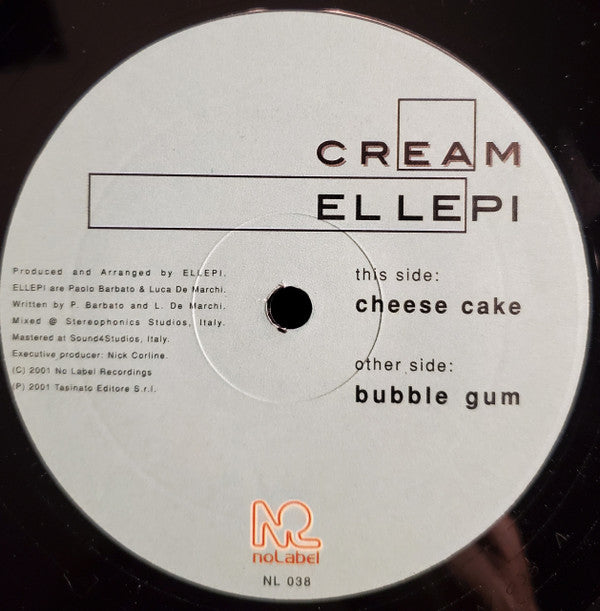 CREAM
ELLEPI
Produced and Arranged by ELLEPI.
ELLEPI are Paolo Barbato & Luca De Marchi.
Written by P. Barbato and L. De Marchi.
Mixed @ Stereophonics Studios, Italy.
Mastered at Sound4Studios, Italy.
Executive producer: Nick Corline.
(C) 2001 No Label Recordings
(P) 2001 Tasinato Editore S.r.l.
this side:
cheese cake
other side:
bubble gum
noLabel
NL 038